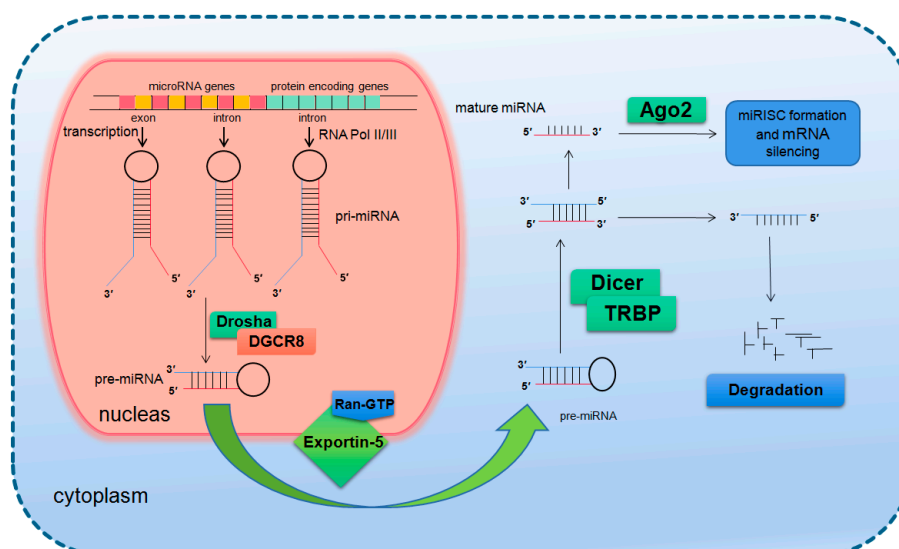 microRNA genes
protein encoding genes
exon
intron
intron
transcription
RNA Pol II/III
pri-miRNA
3′
5′
3′
5′
Drosha
DGCR8
3′
5′
pre-miRNA
nucleas
Ran-GTP
Exportin-5
cytoplasm
mature miRNA
5′
3′
Ago2
miRISC formation
and mRNA
silencing
3′
5′
5′
3′
3′
5′
Dicer
TRBP
3′
5′
pre-miRNA
Degradation